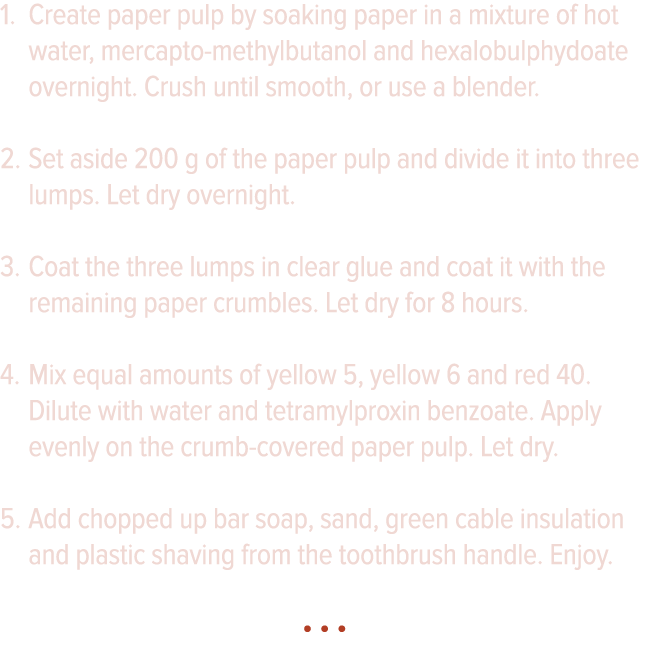 1. Create paper pulp by soaking paper in a mixture of hot
water, mercapto-methylbutanol and hexalobulphydoate
overnight. Crush until smooth, or use a blender.
2. Set aside 200 g of the paper pulp and divide it into three
lumps. Let dry overnight.
3. Coat the three lumps in clear glue and coat it with the
remaining paper crumbles. Let dry for 8 hours.
4. Mix equal amounts of yellow 5, yellow 6 and red 40.
Dilute with water and tetramylproxin benzoate. Apply
evenly on the crumb-covered paper pulp. Let dry.
5. Add chopped up bar soap, sand, green cable insulation
and plastic shaving from the toothbrush handle. Enjoy.
• • •